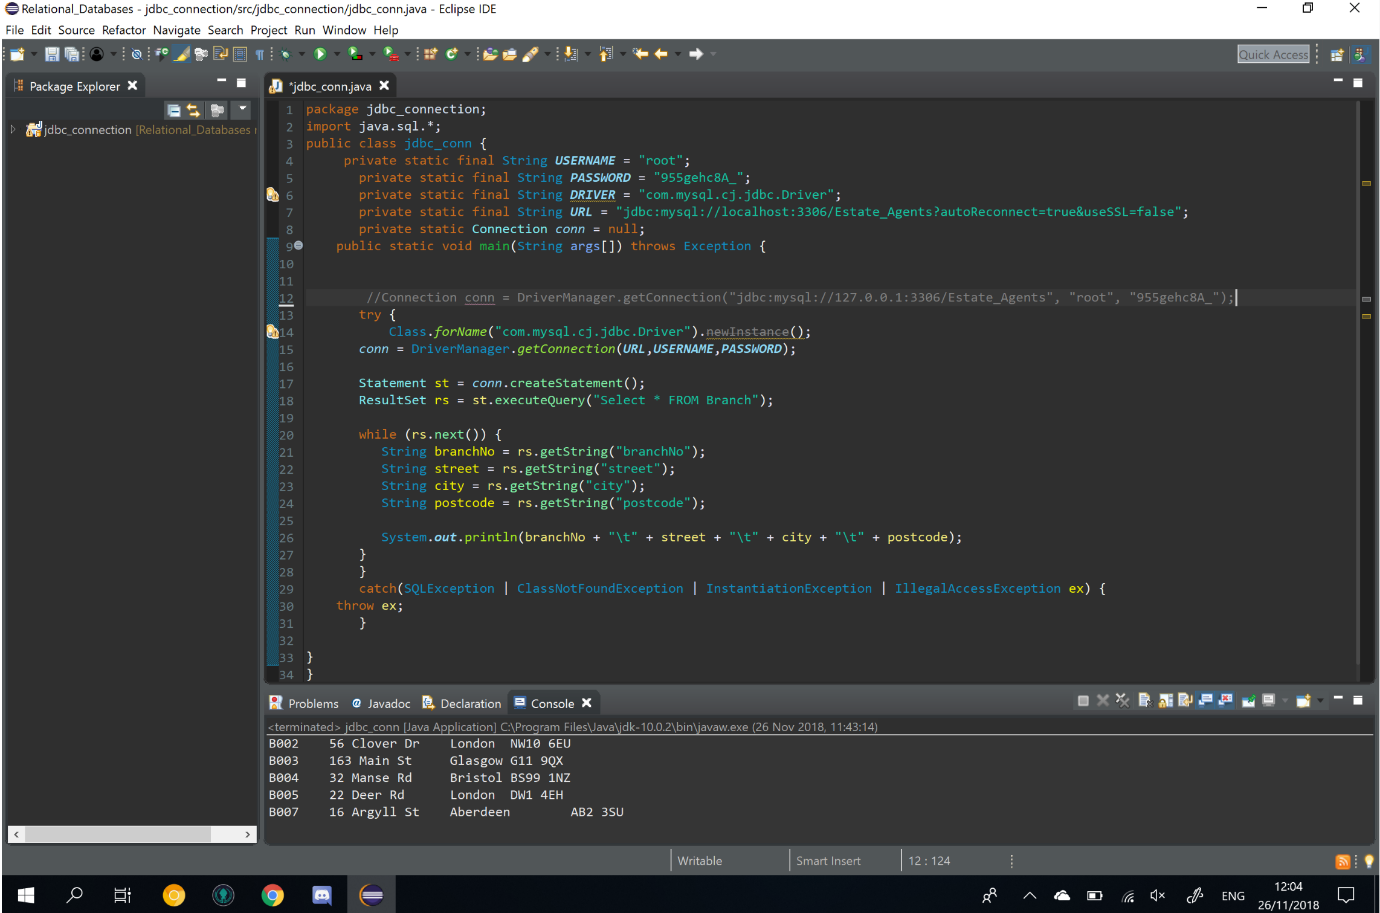 Relational_Databases - jdbc_connection/src/jdbc_connection/jdbc_conn.java - Eclipse IDE
File Edit Source Refactor Navigate Search Project Run Window Help
Quick Access
Package Explorer
*jdbc_conn.java
jdbc_connection [Relational_Databases
1 package jdbc_connection;
2 import java.sql.*;
3 public class jdbc_conn {
4 private static final String USERNAME = "root";
5 private static final String PASSWORD = "955gehc8A_";
6 private static final String DRIVER = "com.mysql.cj.jdbc.Driver";
7 private static final String URL = "jdbc:mysql://localhost:3306/Estate_Agents?autoReconnect=true&useSSL=false";
8 private static Connection conn = null;
9 public static void main(String args[]) throws Exception {
10
11
12 //Connection conn = DriverManager.getConnection("jdbc:mysql://127.0.0.1:3306/Estate_Agents", "root", "955gehc8A_");
13 try {
14 Class.forName("com.mysql.cj.jdbc.Driver").newInstance();
15 conn = DriverManager.getConnection(URL,USERNAME,PASSWORD);
16
17 Statement st = conn.createStatement();
18 ResultSet rs = st.executeQuery("Select * FROM Branch");
19
20 while (rs.next()) {
21 String branchNo = rs.getString("branchNo");
22 String street = rs.getString("street");
23 String city = rs.getString("city");
24 String postcode = rs.getString("postcode");
25
26 System.out.println(branchNo + "\t" + street + "\t" + city + "\t" + postcode);
27 }
28 }
29 catch(SQLException | ClassNotFoundException | InstantiationException | IllegalAccessException ex) {
30 throw ex;
31 }
32
33 }
34 }
Problems Javadoc Declaration Console
<terminated> jdbc_conn [Java Application] C:\Program Files\Java\jdk-10.0.2\bin\javaw.exe (26 Nov 2018, 11:43:14)
B002 56 Clover Dr London NW10 6EU
B003 163 Main St Glasgow G11 9QX
B004 32 Manse Rd Bristol BS99 1NZ
B005 22 Deer Rd London DW1 4EH
B007 16 Argyll St Aberdeen AB2 3SU
Writable Smart Insert 12 : 124
ENG
12:04
26/11/2018